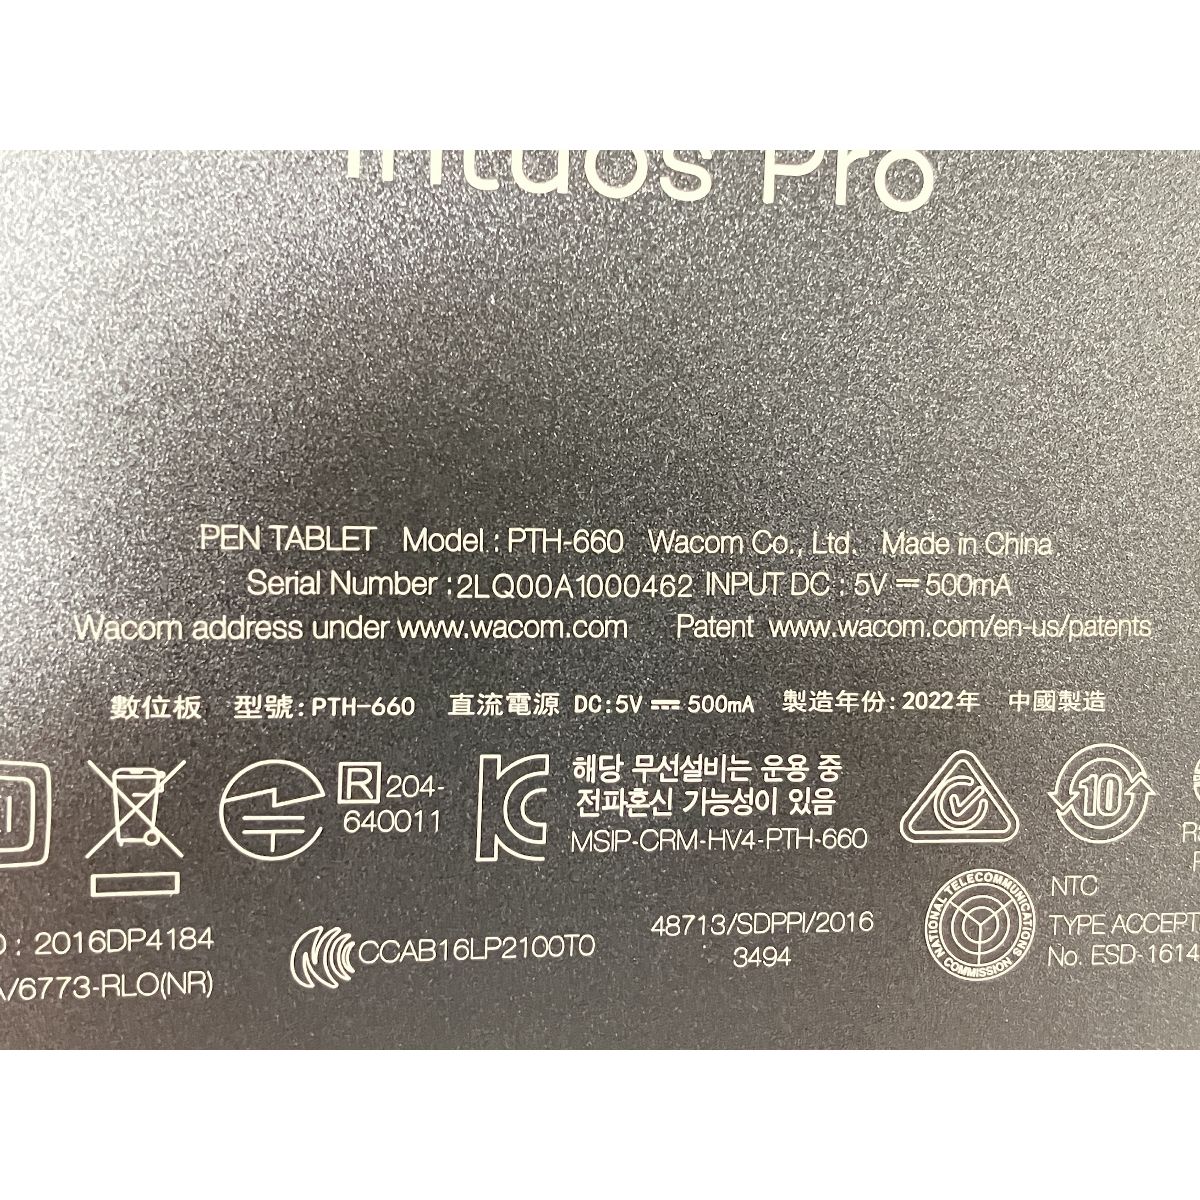 Intuos Pro
PEN TABLET Model : PTH-660 Wacom Co., Ltd. Made in China
Serial Number : 2LQ00A1000462 INPUT DC : 5V ⎓ 500mA
Wacom address under www.wacom.com Patent www.wacom.com/en-us/patents
數位板 型號: PTH-660 直流電源 DC: 5V ⎓ 500mA 製造年份: 2022年 中國製造
R 204-
640011
해당 무선설비는 운용 중
전파혼신 가능성이 있음
MSIP-CRM-HV4-PTH-660
10
: 2016DP4184
/6773-RLO(NR)
CCAB16LP2100T0
48713/SDPPI/2016
3494
NATIONAL TELECOMMUNICATIONS COMMISSION
NTC
TYPE ACCEPT
No. ESD-1614